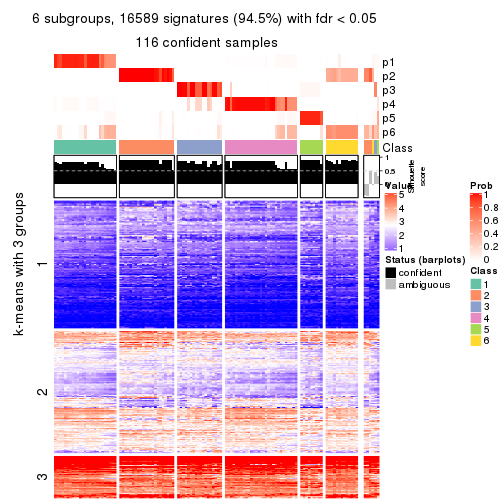 6 subgroups, 16589 signatures (94.5%) with fdr < 0.05
116 confident samples
p1
p2
p3
p4
p5
p6
Class
1
0.5
0
Silhouette
score
k-means with 3 groups
1
2
3
Value
5
4
3
2
1
Status (barplots)
confident
ambiguous
Prob
1
0.8
0.6
0.4
0.2
0
Class
1
2
3
4
5
6